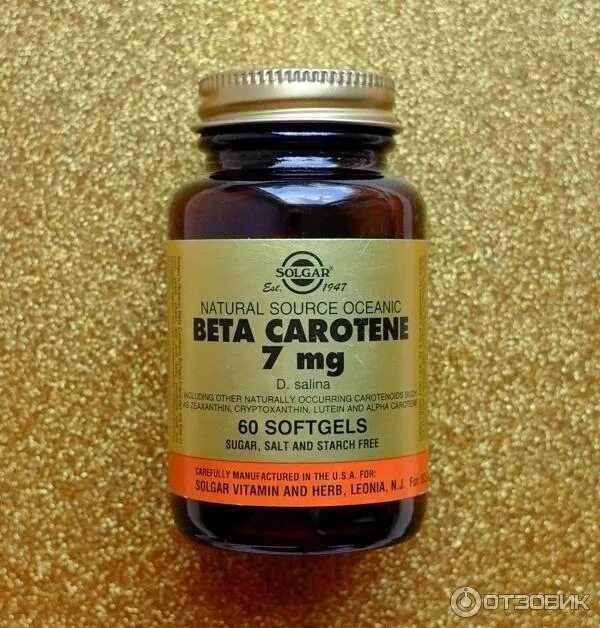 SOLGAR®
Est. 1947
NATURAL SOURCE OCEANIC
BETA CAROTENE
7 mg
D. salina
INCLUDING OTHER NATURALLY OCCURRING CAROTENOIDS SUCH
AS ZEAXANTHIN, CRYPTOXANTHIN, LUTEIN AND ALPHA CAROTENE
60 SOFTGELS
SUGAR, SALT AND STARCH FREE
CAREFULLY MANUFACTURED IN THE U.S.A. FOR:
SOLGAR VITAMIN AND HERB, LEONIA, N.J.
ОТЗОВИК